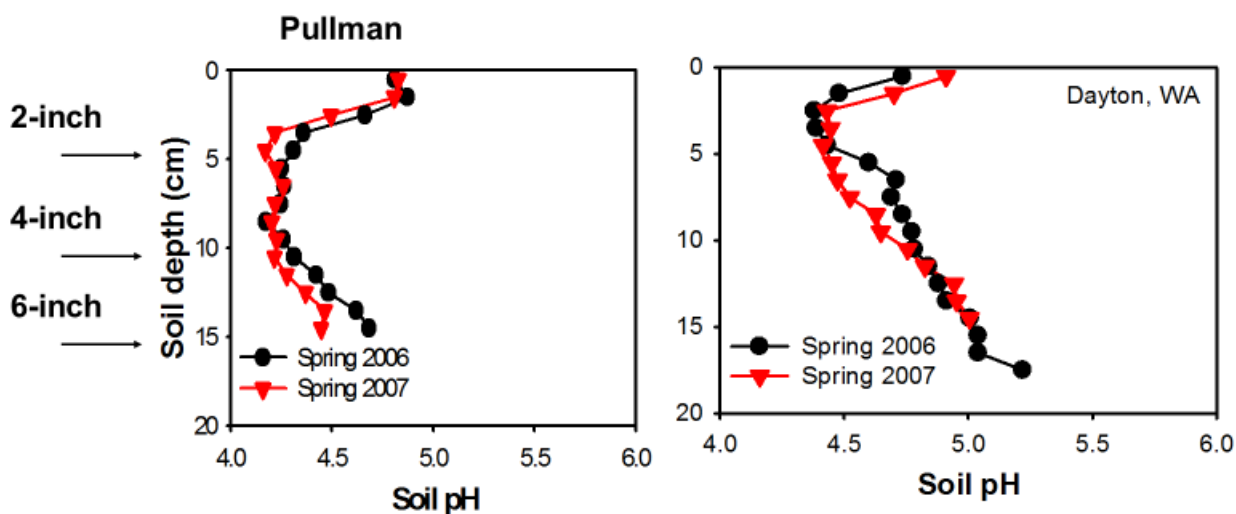 Pullman
2-inch
4-inch
6-inch
Soil depth (cm)
0
5
10
15
20
4.0 4.5 5.0 5.5 6.0
Soil pH
Spring 2006
Spring 2007
Dayton, WA
0
5
10
15
20
4.0 4.5 5.0 5.5 6.0
Soil pH
Spring 2006
Spring 2007